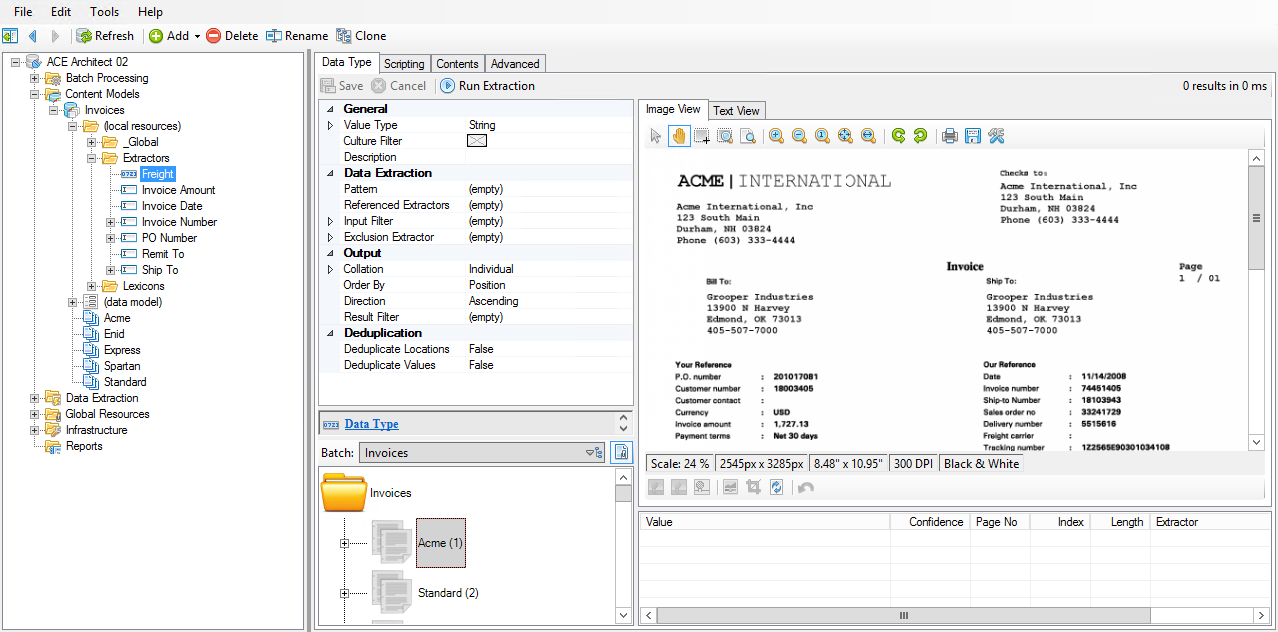 File Edit Tools Help
Refresh Add Delete Rename Clone
ACE Architect 02
Batch Processing
Content Models
Invoices
(local resources)
_Global
Extractors
Freight
Invoice Amount
Invoice Date
Invoice Number
PO Number
Remit To
Ship To
Lexicons
(data model)
Acme
Enid
Express
Spartan
Standard
Data Extraction
Global Resources
Infrastructure
Reports
Data Type Scripting Contents Advanced
Save Cancel Run Extraction 0 results in 0 ms
General
Value Type String
Culture Filter
Description
Data Extraction
Pattern (empty)
Referenced Extractors (empty)
Input Filter (empty)
Exclusion Extractor (empty)
Output
Collation Individual
Order By Position
Direction Ascending
Result Filter (empty)
Deduplication
Deduplicate Locations False
Deduplicate Values False
Data Type
Batch: Invoices
Invoices
Acme (1)
Standard (2)
Image View Text View
ACME | INTERNATIONAL
Acme International, Inc
123 South Main
Durham, NH 03824
Phone (603) 333-4444
Checks to:
Acme International, Inc
123 South Main
Durham, NH 03824
Phone (603) 333-4444
Invoice
Page
1 / 01
Bill To:
Grooper Industries
13900 N Harvey
Edmond, OK 73013
405-507-7000
Ship To:
Grooper Industries
13900 N Harvey
Edmond, OK 73013
405-507-7000
Your Reference
P.O. number : 201017081
Customer number : 18003405
Customer contact :
Currency : USD
Invoice amount : 1,727.13
Payment terms : Net 30 days
Our Reference
Date : 11/14/2008
Invoice number : 74451405
Ship-to Number : 18103943
Sales order no : 33241729
Delivery number : 5515616
Freight carrier :
Tracking number : 1Z2565E90301034108
Scale: 24 % 2545px x 3285px 8.48" x 10.95" 300 DPI Black & White
Value Confidence Page No Index Length Extractor